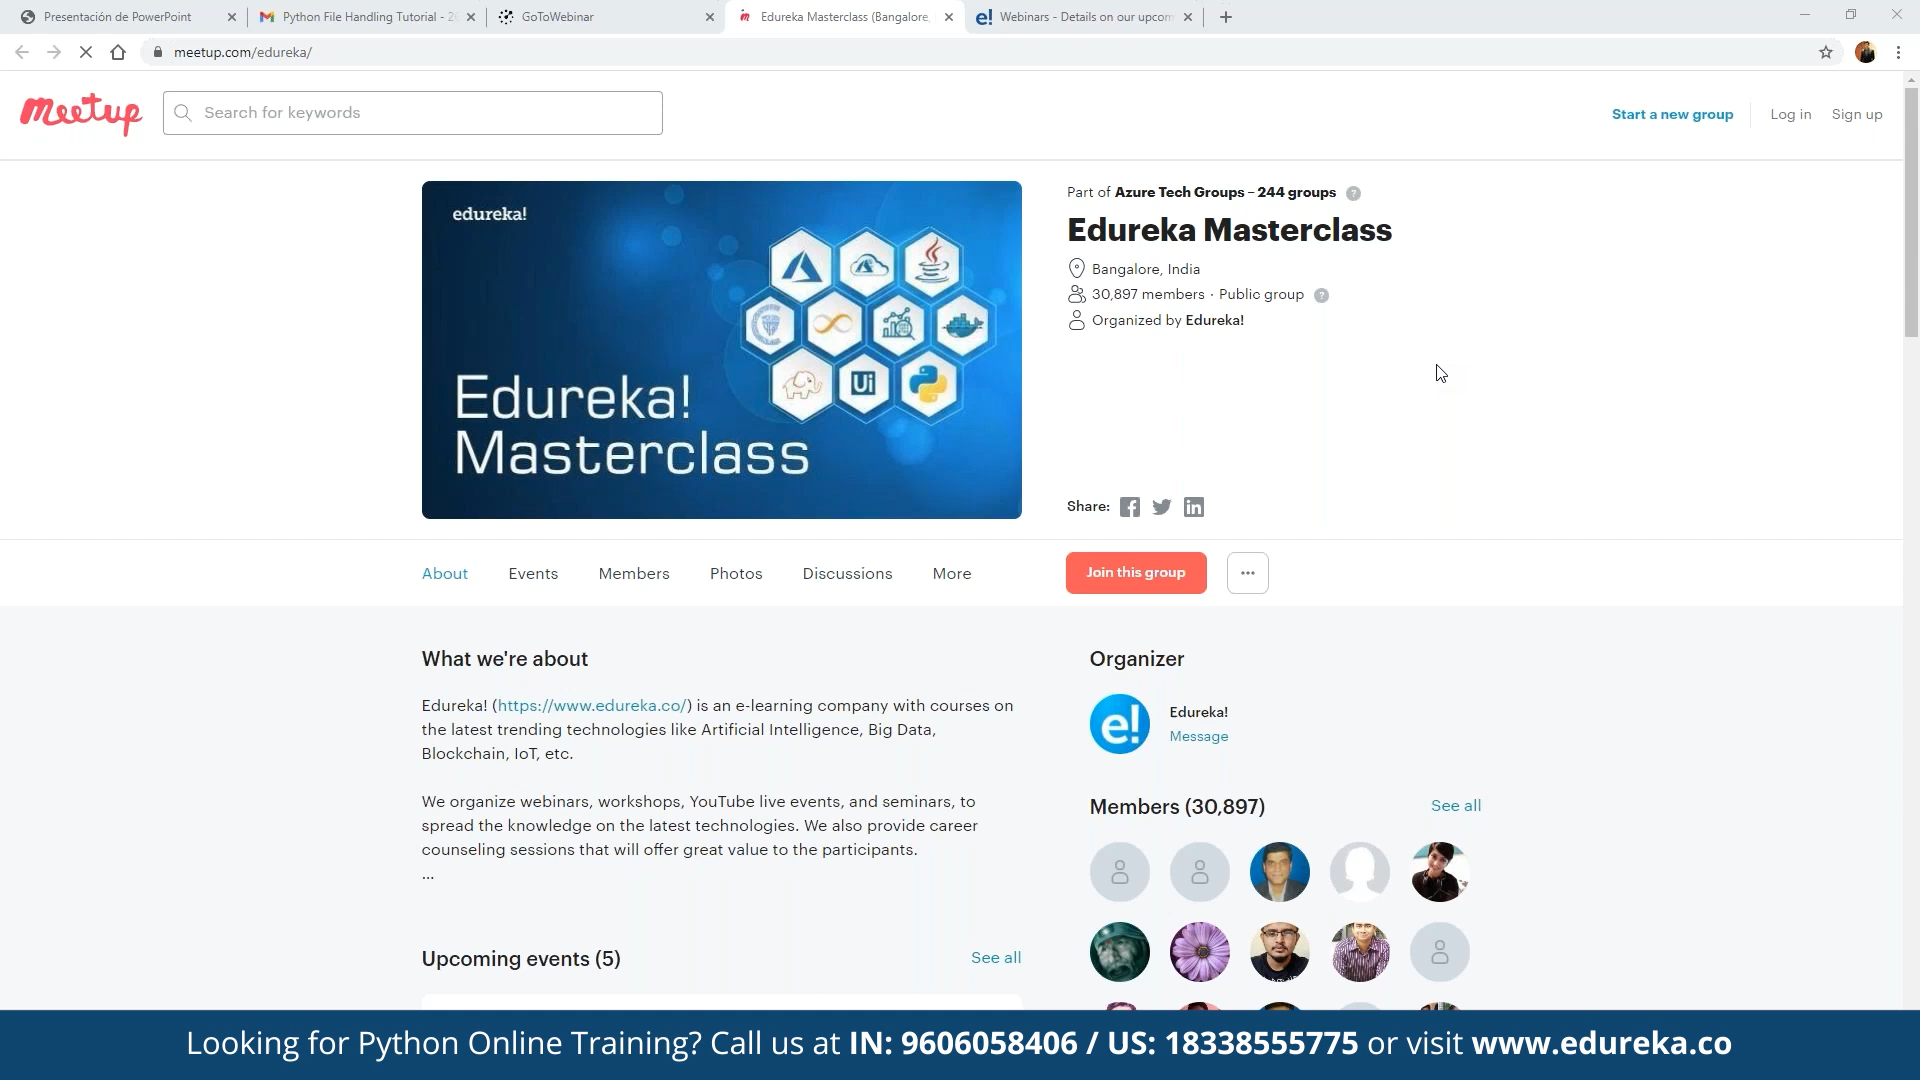 Presentación de PowerPoint
Python File Handling Tutorial - 2
GoToWebinar
Edureka Masterclass (Bangalore,
e! Webinars - Details on our upcom
meetup.com/edureka/
meetup
Search for keywords
Start a new group
Log in
Sign up
edureka!
Edureka!
Masterclass
Ui
Part of Azure Tech Groups – 244 groups ?
Edureka Masterclass
Bangalore, India
30,897 members · Public group ?
Organized by Edureka!
Share:
About
Events
Members
Photos
Discussions
More
Join this group
...
What we're about
Edureka! (https://www.edureka.co/) is an e-learning company with courses on
the latest trending technologies like Artificial Intelligence, Big Data,
Blockchain, IoT, etc.
We organize webinars, workshops, YouTube live events, and seminars, to
spread the knowledge on the latest technologies. We also provide career
counseling sessions that will offer great value to the participants.
...
Upcoming events (5)
See all
Organizer
e!
Edureka!
Message
Members (30,897)
See all
Looking for Python Online Training? Call us at IN: 9606058406 / US: 18338555775 or visit www.edureka.co